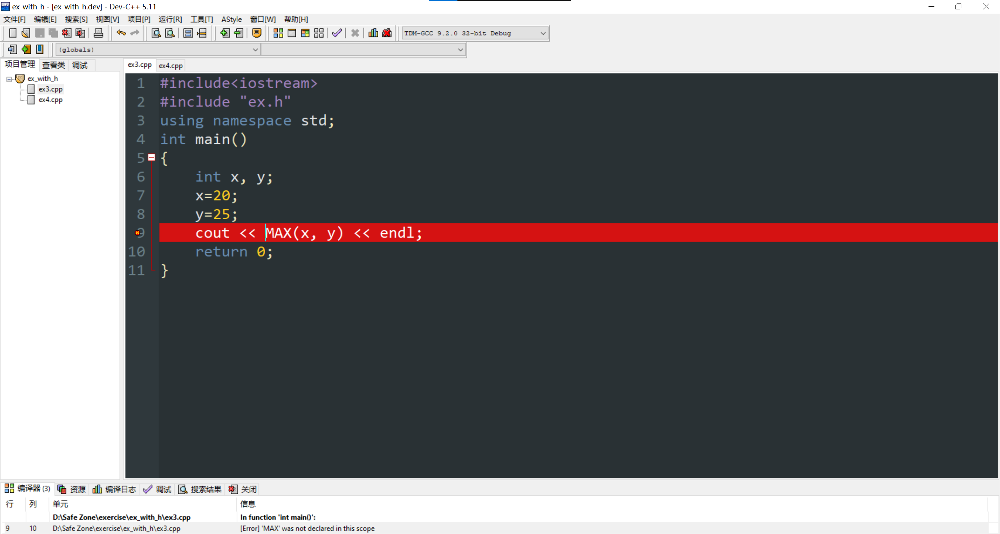 ex_with_h - [ex_with_h.dev] - Dev-C++ 5.11
文件[F] 编辑[E] 搜索[S] 视图[V] 项目[P] 运行[R] 工具[T] AStyle 窗口[W] 帮助[H]
TDM-GCC 9.2.0 32-bit Debug
(globals)
项目管理 查看类 调试
ex3.cpp ex4.cpp
ex_with_h
ex3.cpp
ex4.cpp
1 #include<iostream>
2 #include "ex.h"
3 using namespace std;
4 int main()
5 {
6 int x, y;
7 x=20;
8 y=25;
9 cout << MAX(x, y) << endl;
10 return 0;
11 }
编译器 (3) 资源 编译日志 调试 搜索结果 关闭
行 列 单元 信息
D:\Safe Zone\exercise\ex_with_h\ex3.cpp In function 'int main()':
9 10 D:\Safe Zone\exercise\ex_with_h\ex3.cpp [Error] 'MAX' was not declared in this scope